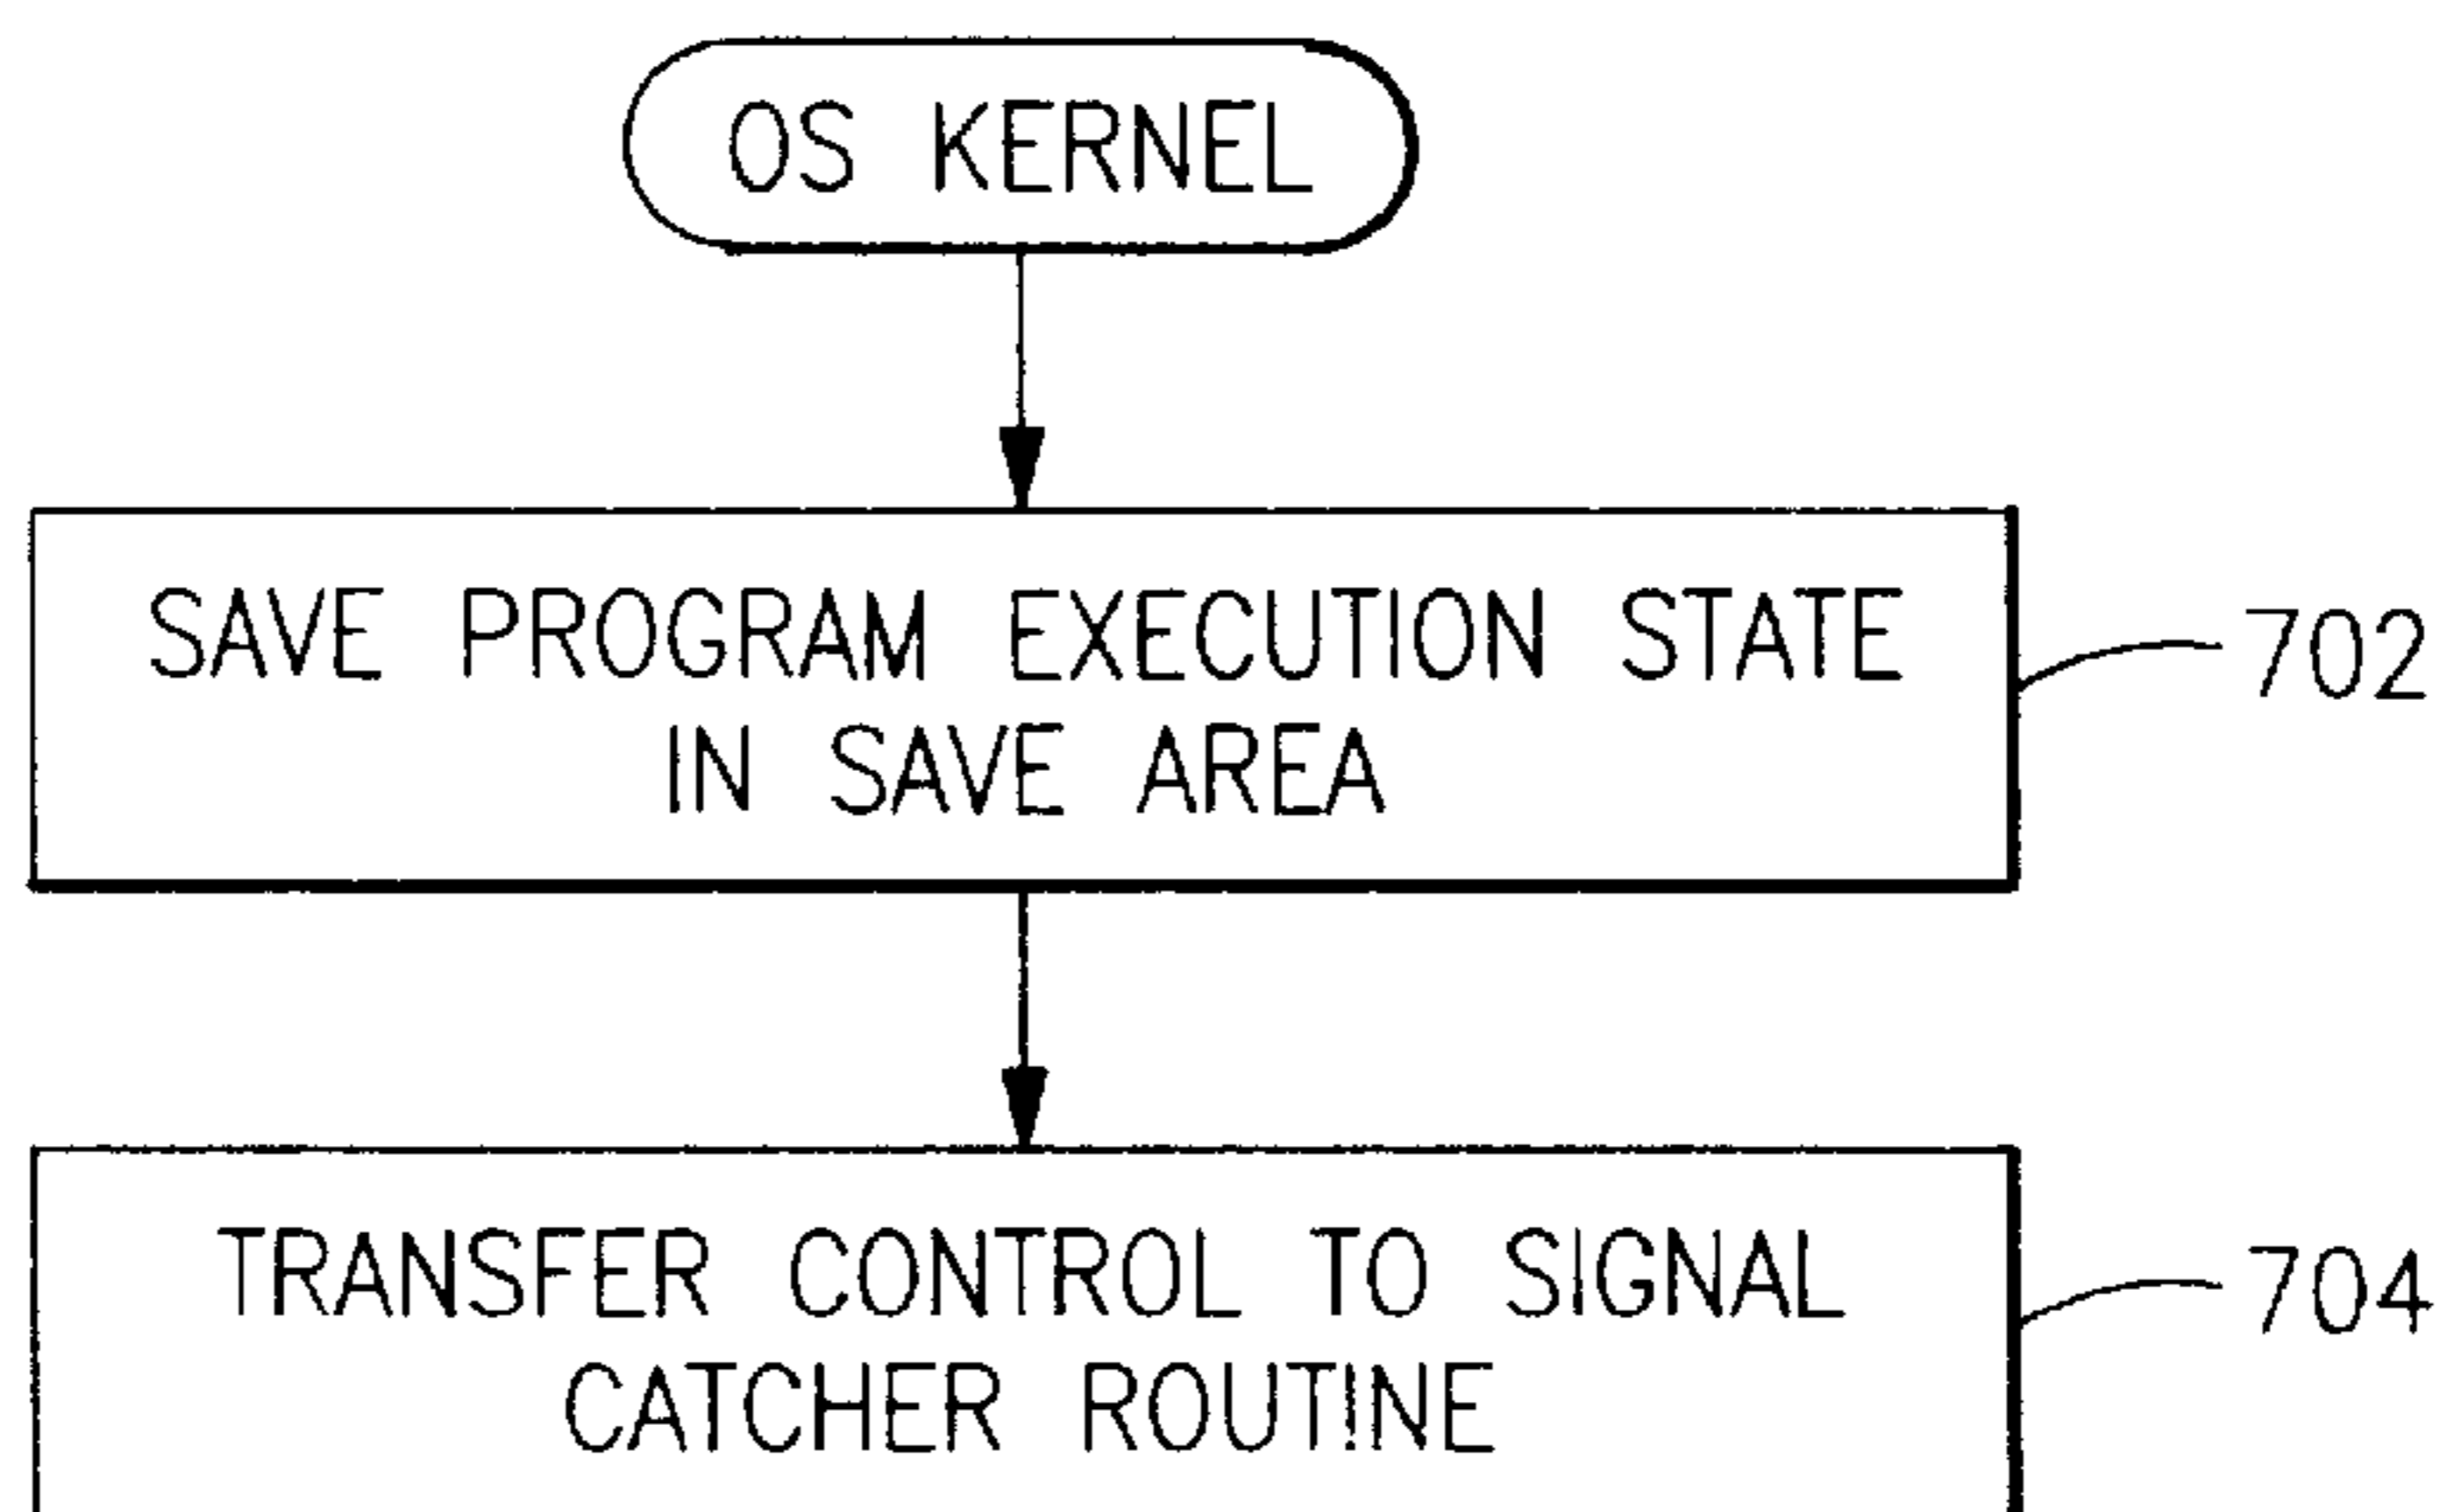 OS KERNEL
SAVE PROGRAM EXECUTION STATE
IN SAVE AREA
702
TRANSFER CONTROL TO SIGNAL
CATCHER ROUTINE
704